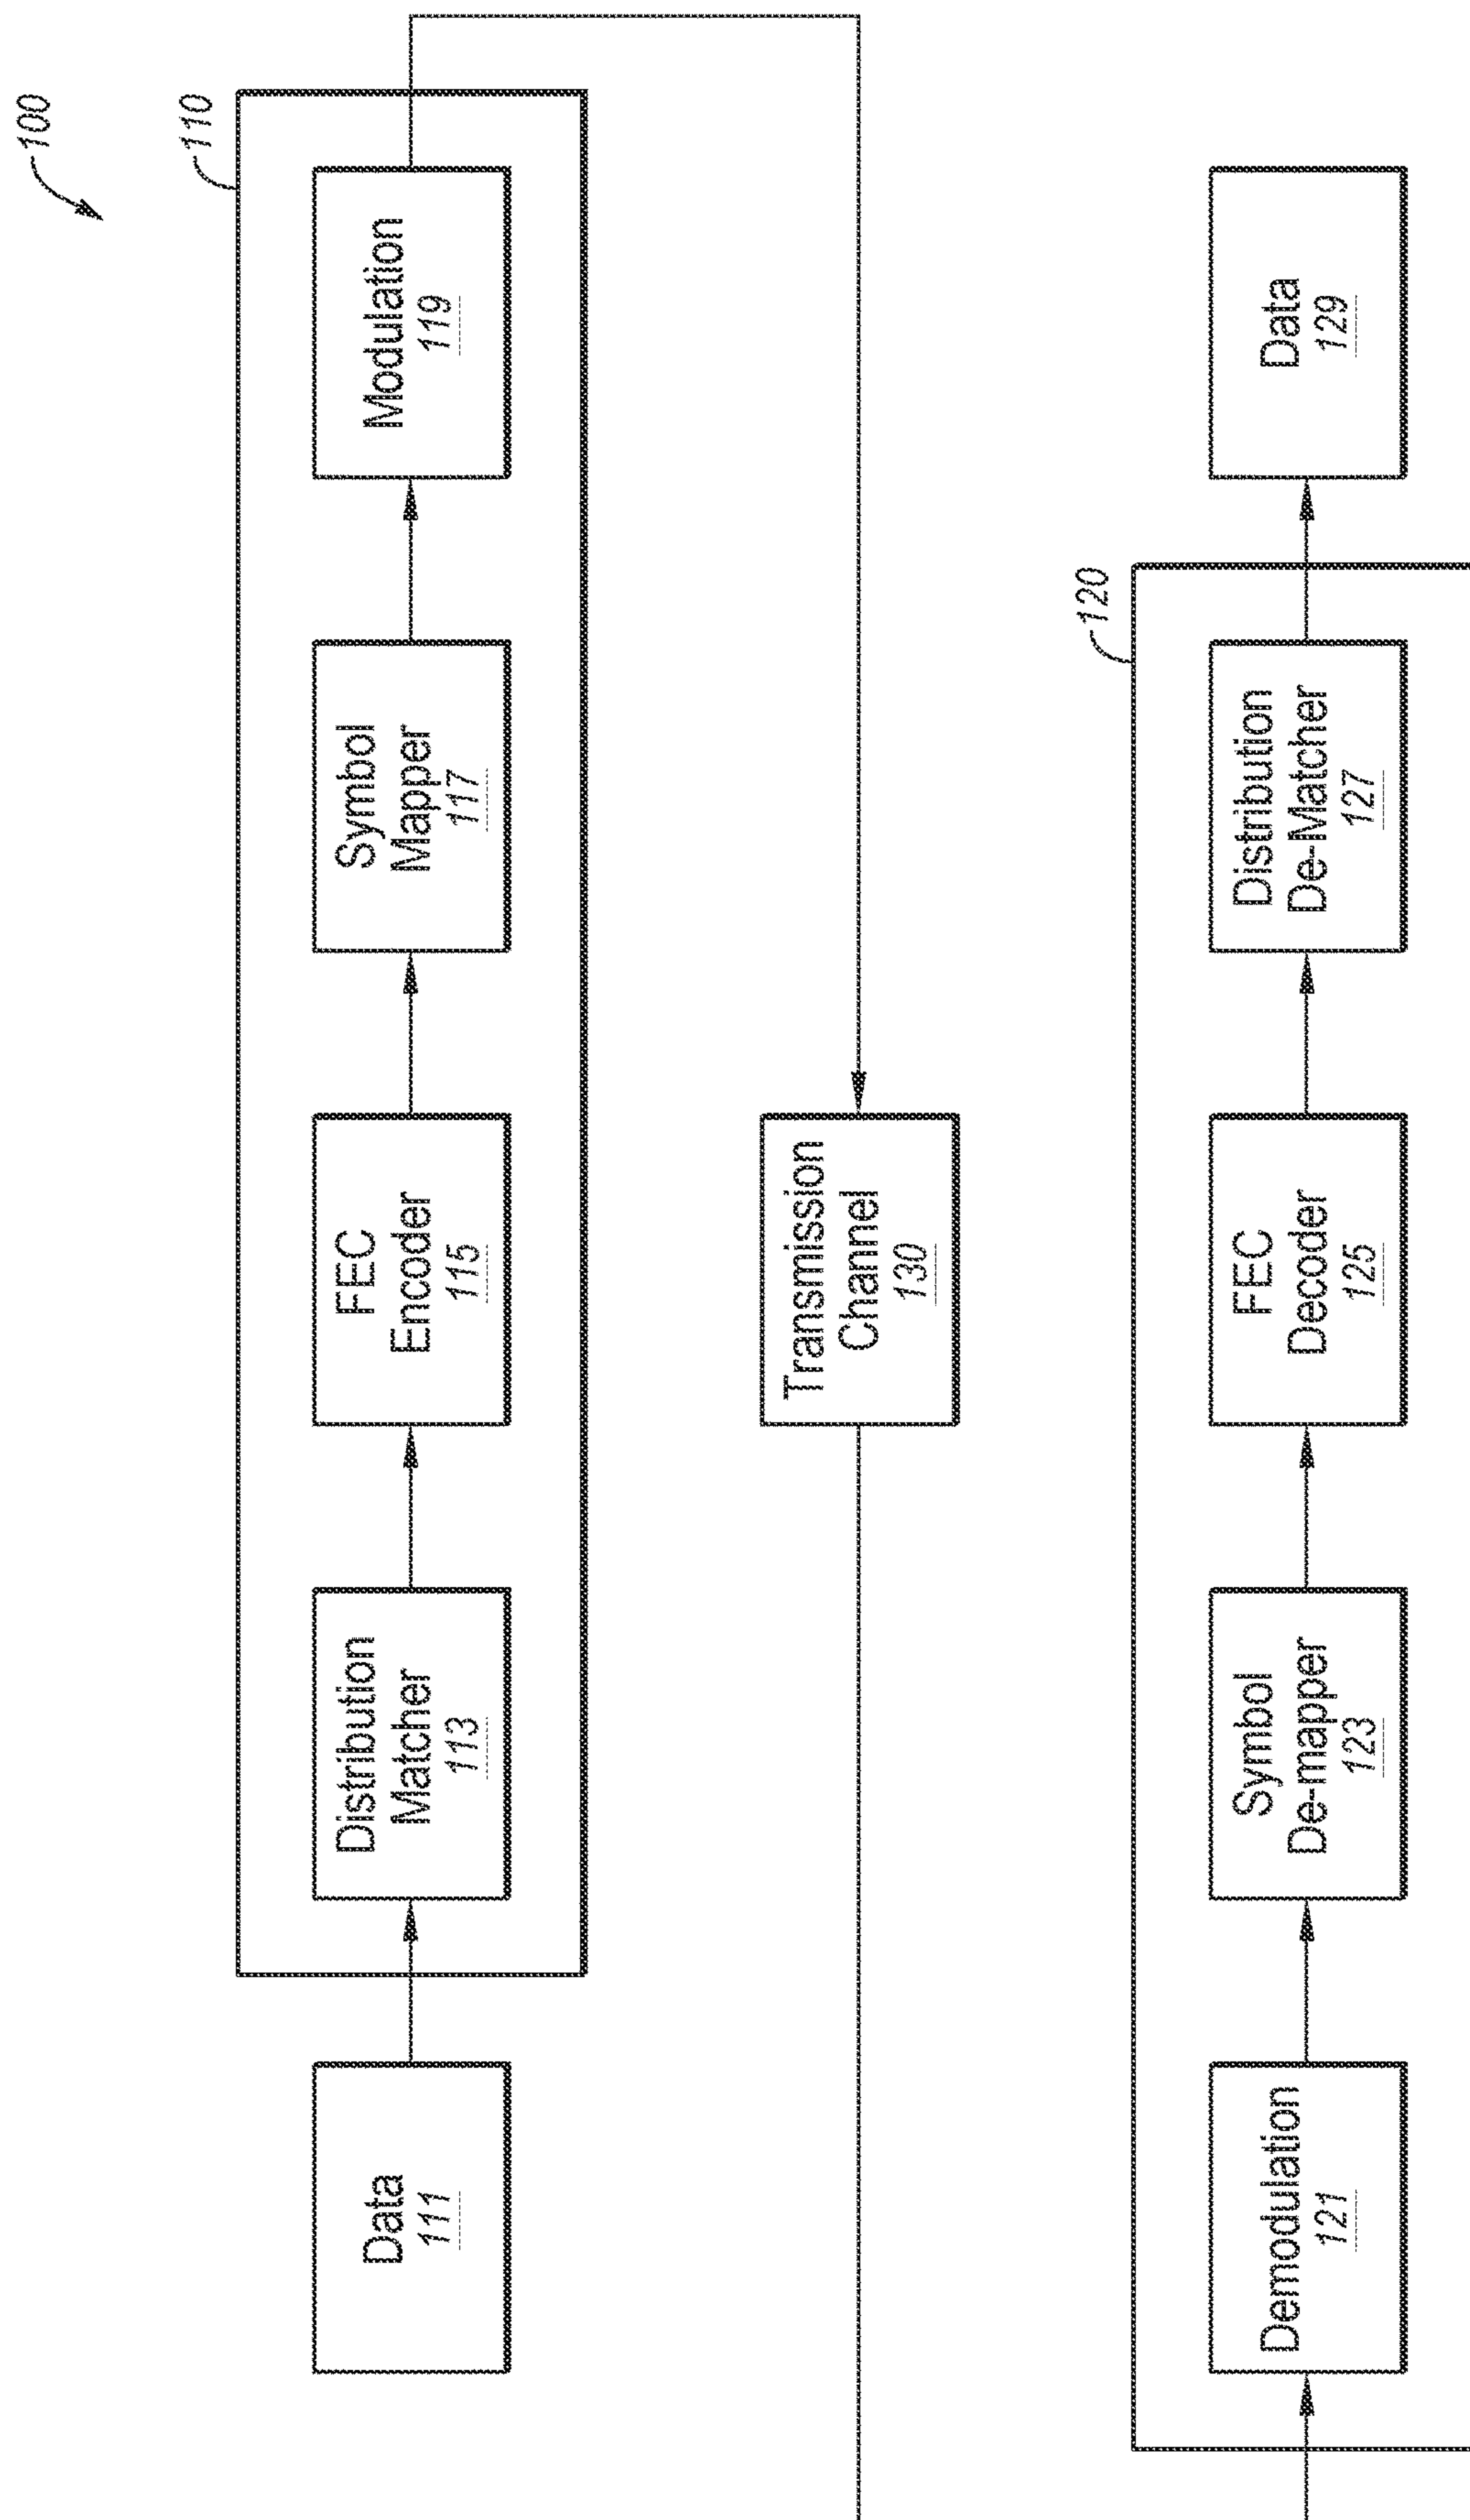 100
110
Data
111
Distribution
Matcher
113
FEC
Encoder
115
Symbol
Mapper
117
Modulation
119
Transmission
Channel
130
120
Demodulation
121
Symbol
De-mapper
123
FEC
Decoder
125
Distribution
De-Matcher
127
Data
129